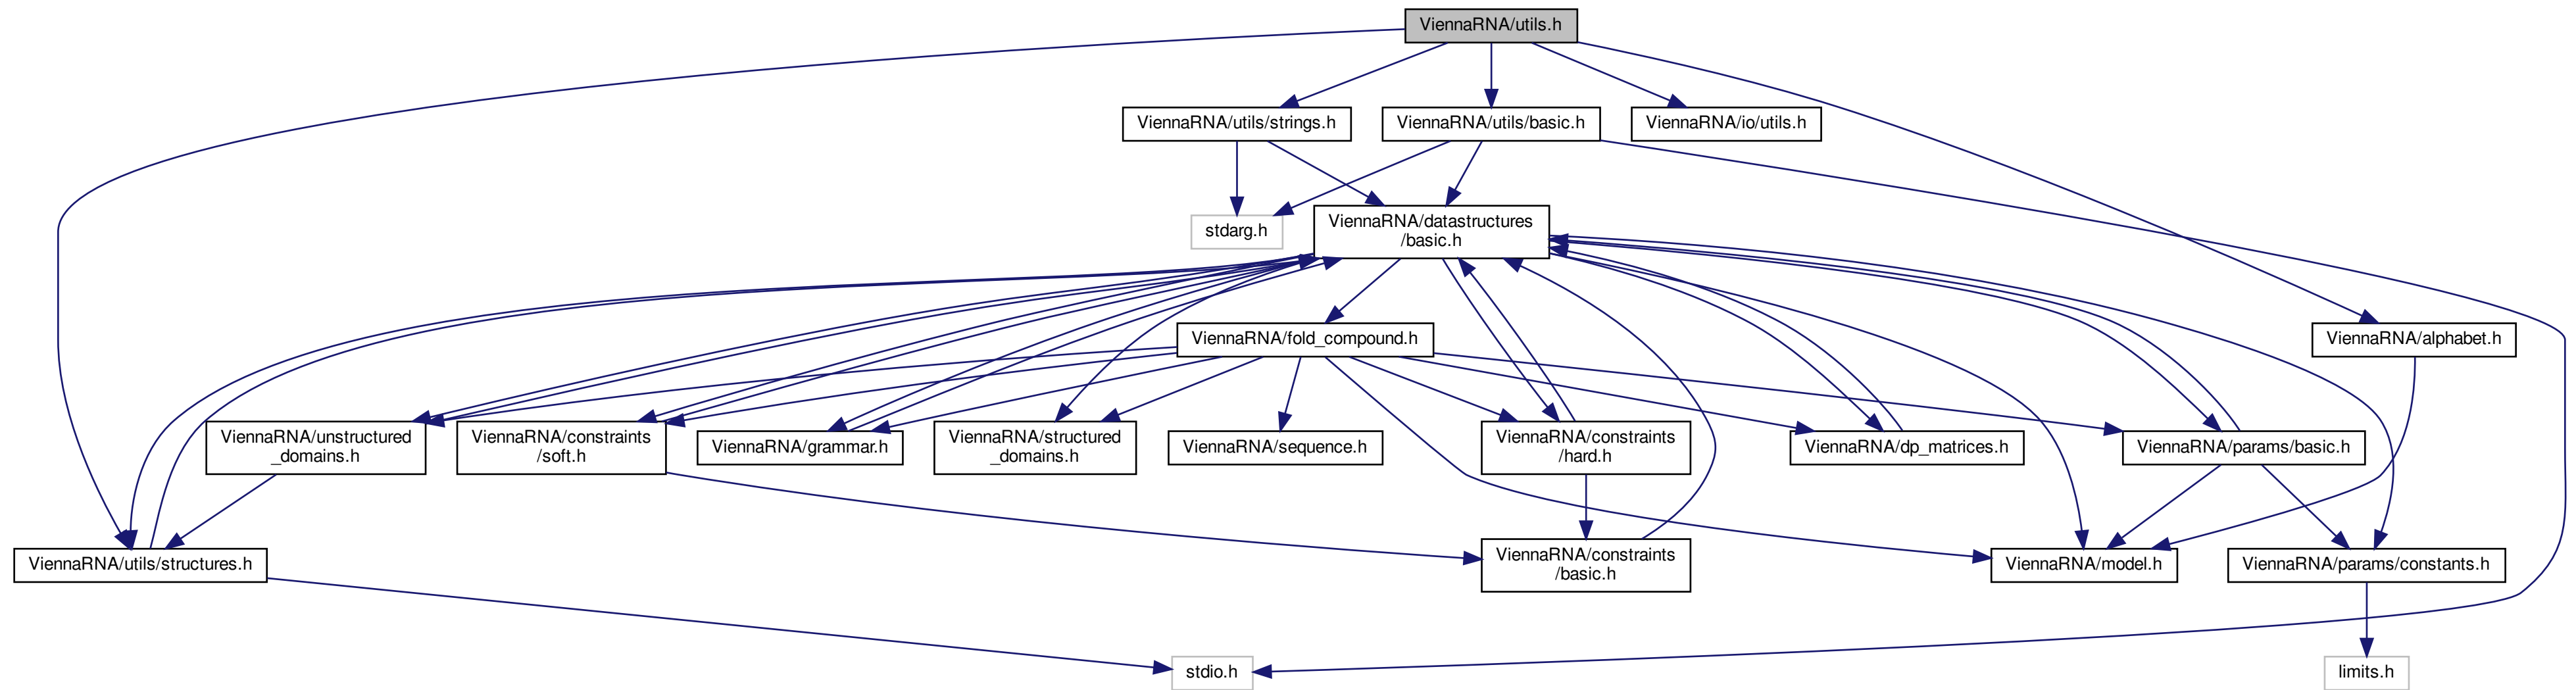 ViennaRNA/utils.h
ViennaRNA/utils/strings.h
ViennaRNA/utils/basic.h
ViennaRNA/io/utils.h
stdarg.h
ViennaRNA/datastructures
/basic.h
ViennaRNA/fold_compound.h
ViennaRNA/alphabet.h
ViennaRNA/unstructured
_domains.h
ViennaRNA/constraints
/soft.h
ViennaRNA/grammar.h
ViennaRNA/structured
_domains.h
ViennaRNA/sequence.h
ViennaRNA/constraints
/hard.h
ViennaRNA/dp_matrices.h
ViennaRNA/params/basic.h
ViennaRNA/utils/structures.h
ViennaRNA/constraints
/basic.h
ViennaRNA/model.h
ViennaRNA/params/constants.h
stdio.h
limits.h